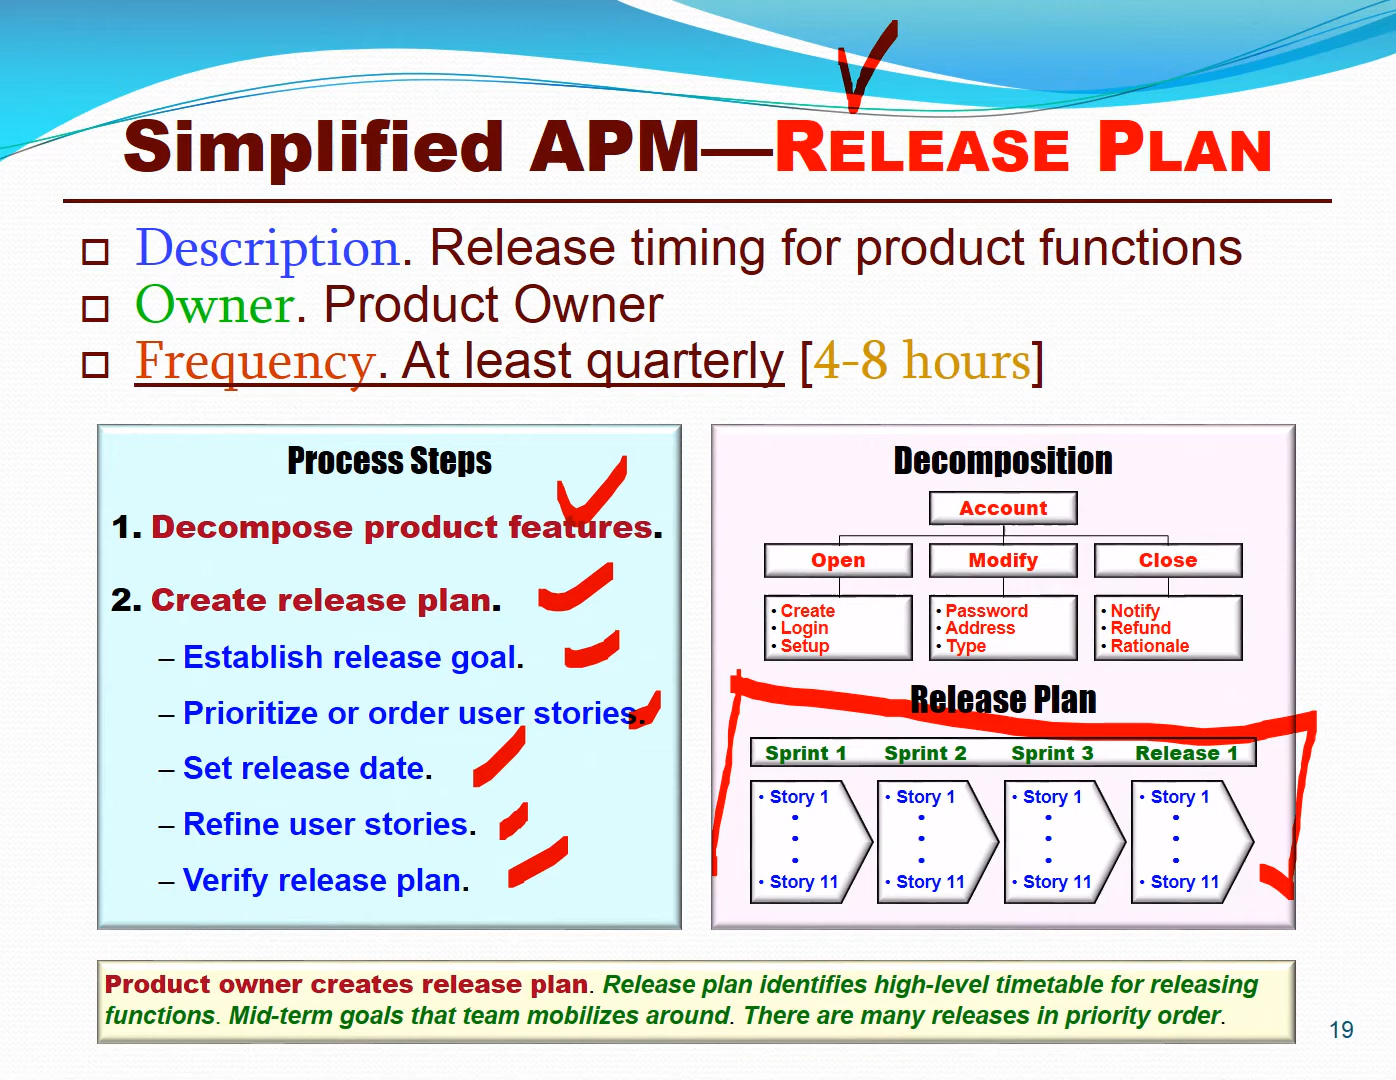 Simplified APM—RELEASE PLAN
□ Description. Release timing for product functions
□ Owner. Product Owner
□ Frequency. At least quarterly [4-8 hours]
Process Steps
1. Decompose product features.
2. Create release plan.
– Establish release goal.
– Prioritize or order user stories.
– Set release date.
– Refine user stories.
– Verify release plan.
Decomposition
Account
Open Modify Close
• Create
• Login
• Setup
• Password
• Address
• Type
• Notify
• Refund
• Rationale
Release Plan
Sprint 1 Sprint 2 Sprint 3 Release 1
• Story 1
•
•
•
• Story 11
• Story 1
•
•
•
• Story 11
• Story 1
•
•
•
• Story 11
• Story 1
•
•
•
• Story 11
Product owner creates release plan. Release plan identifies high-level timetable for releasing
functions. Mid-term goals that team mobilizes around. There are many releases in priority order.
19